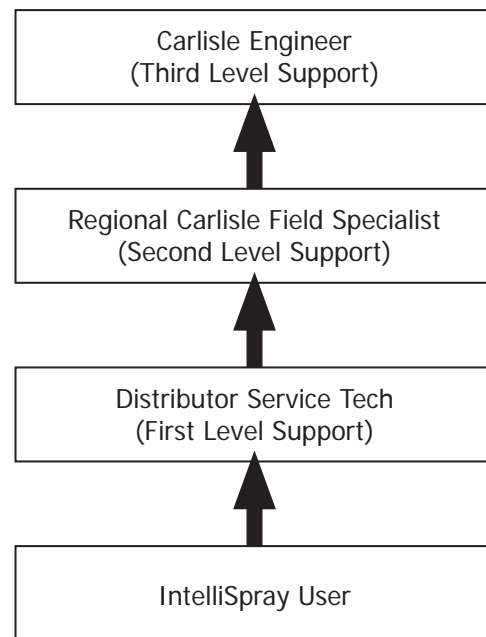 Carlisle Engineer
(Third Level Support)
Regional Carlisle Field Specialist
(Second Level Support)
Distributor Service Tech
(First Level Support)
IntelliSpray User